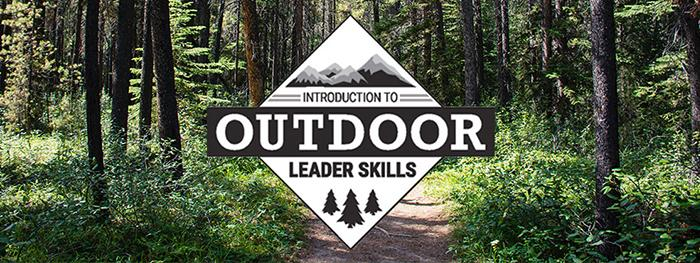 INTRODUCTION TO
OUTDOOR
LEADER SKILLS